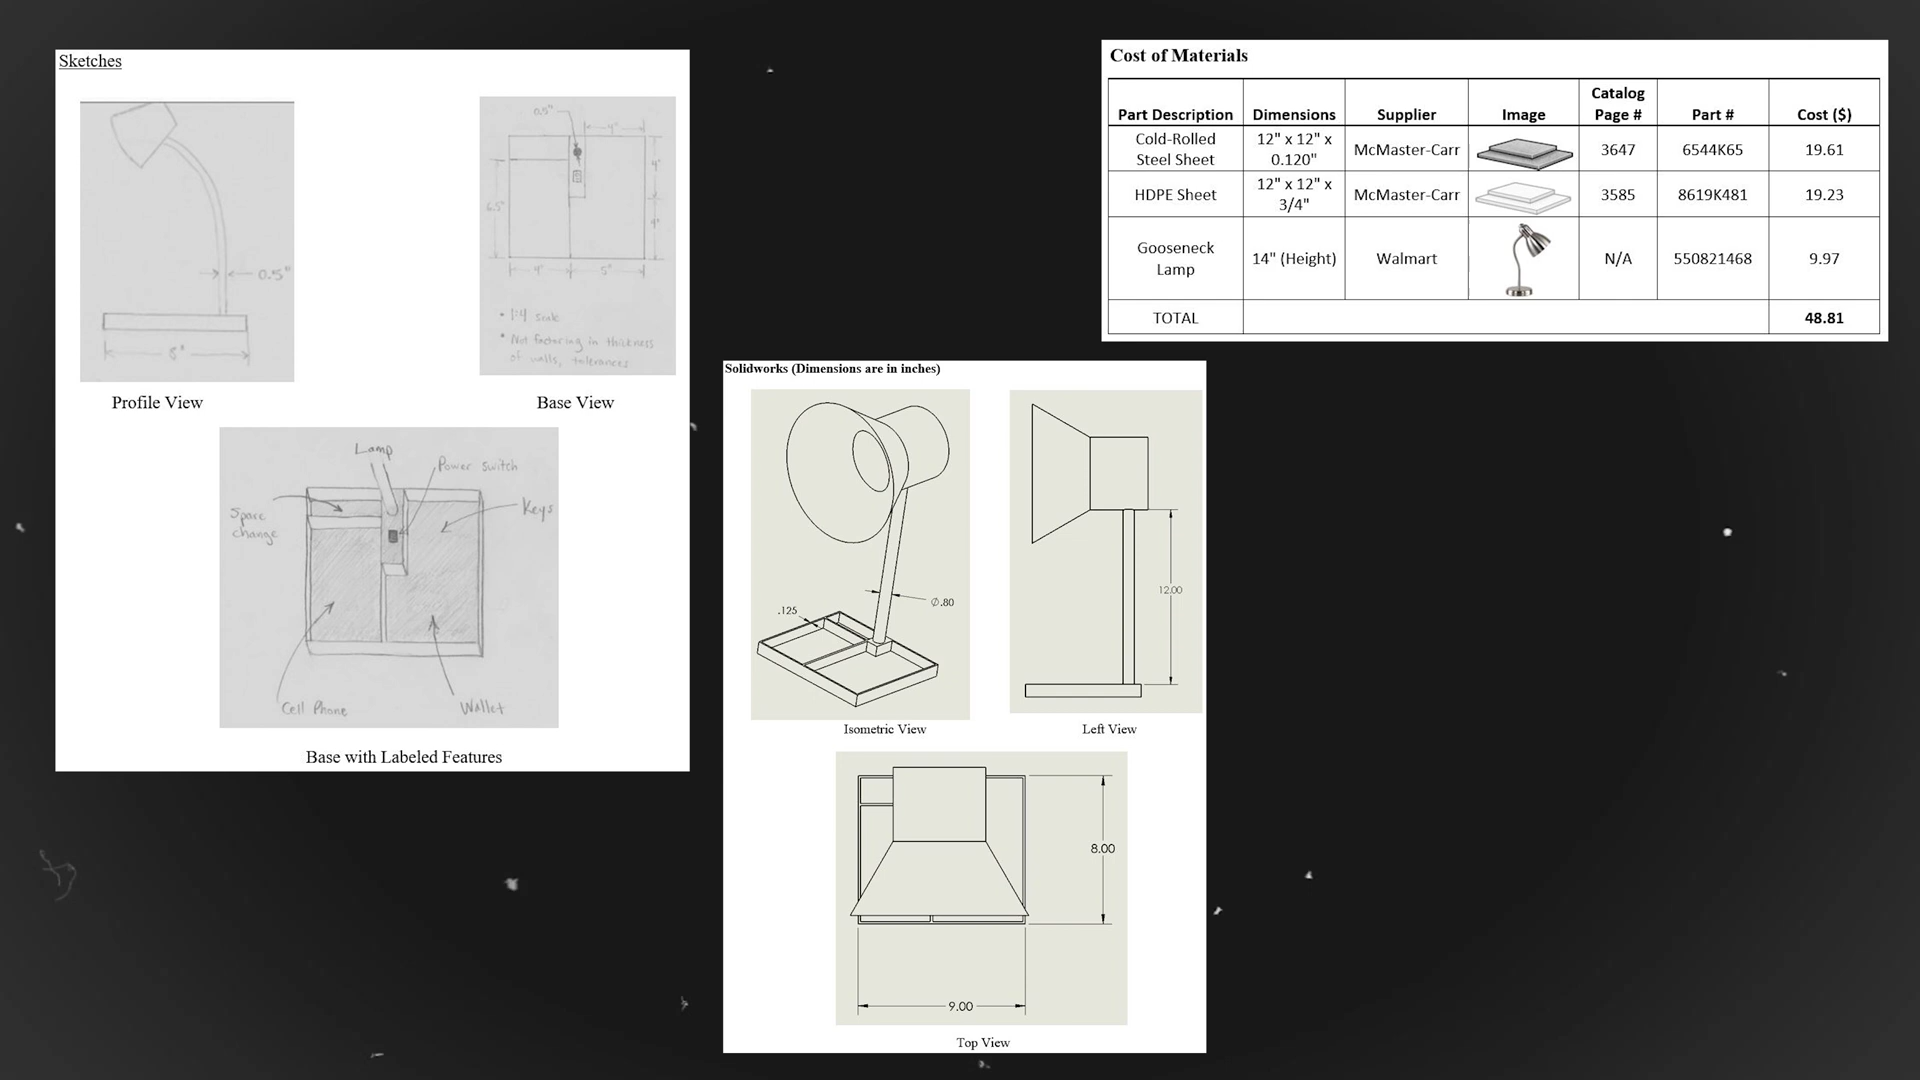 Sketches
0.5"
8"
Profile View
0.5"
4"
4"
6.5"
4"
4"
5"
• 1:4 scale
• Not factoring in thickness
of walls, tolerances
Base View
Lamp
Power switch
Spare
change
Keys
Cell Phone
Wallet
Base with Labeled Features
Solidworks (Dimensions are in inches)
.125
Ø.80
Isometric View
12.00
Left View
8.00
9.00
Top View
Cost of Materials
Part Description Dimensions Supplier Image Catalog Page # Part # Cost ($)
Cold-Rolled Steel Sheet 12" x 12" x 0.120" McMaster-Carr 3647 6544K65 19.61
HDPE Sheet 12" x 12" x 3/4" McMaster-Carr 3585 8619K481 19.23
Gooseneck Lamp 14" (Height) Walmart N/A 550821468 9.97
TOTAL 48.81